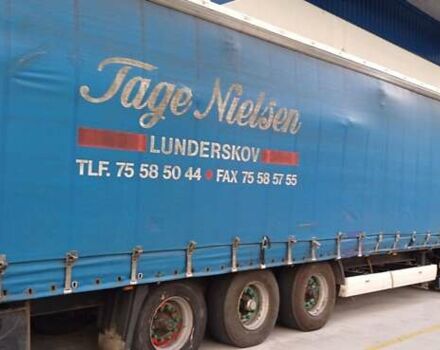 Tage Nielsen
LUNDERSKOV
TLF. 75 58 50 44 • FAX 75 58 57 55